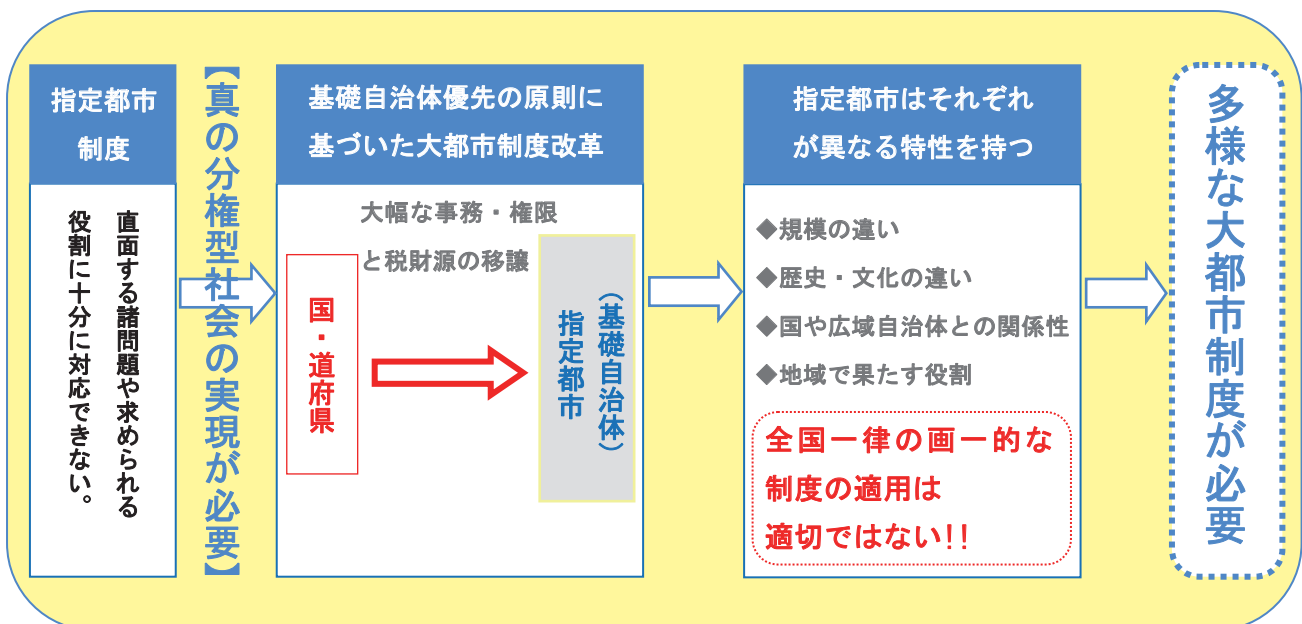 指定都市
制度
直面する諸問題や求められる
役割に十分に対応できない。
【真の分権型社会の実現が必要】
基礎自治体優先の原則に
基づいた大都市制度改革
大幅な事務・権限
と税財源の移譲
国・道府県
（基礎自治体）
指定都市
指定都市はそれぞれ
が異なる特性を持つ
◆規模の違い
◆歴史・文化の違い
◆国や広域自治体との関係性
◆地域で果たす役割
全国一律の画一的な
制度の適用は
適切ではない!!
多様な大都市制度が必要